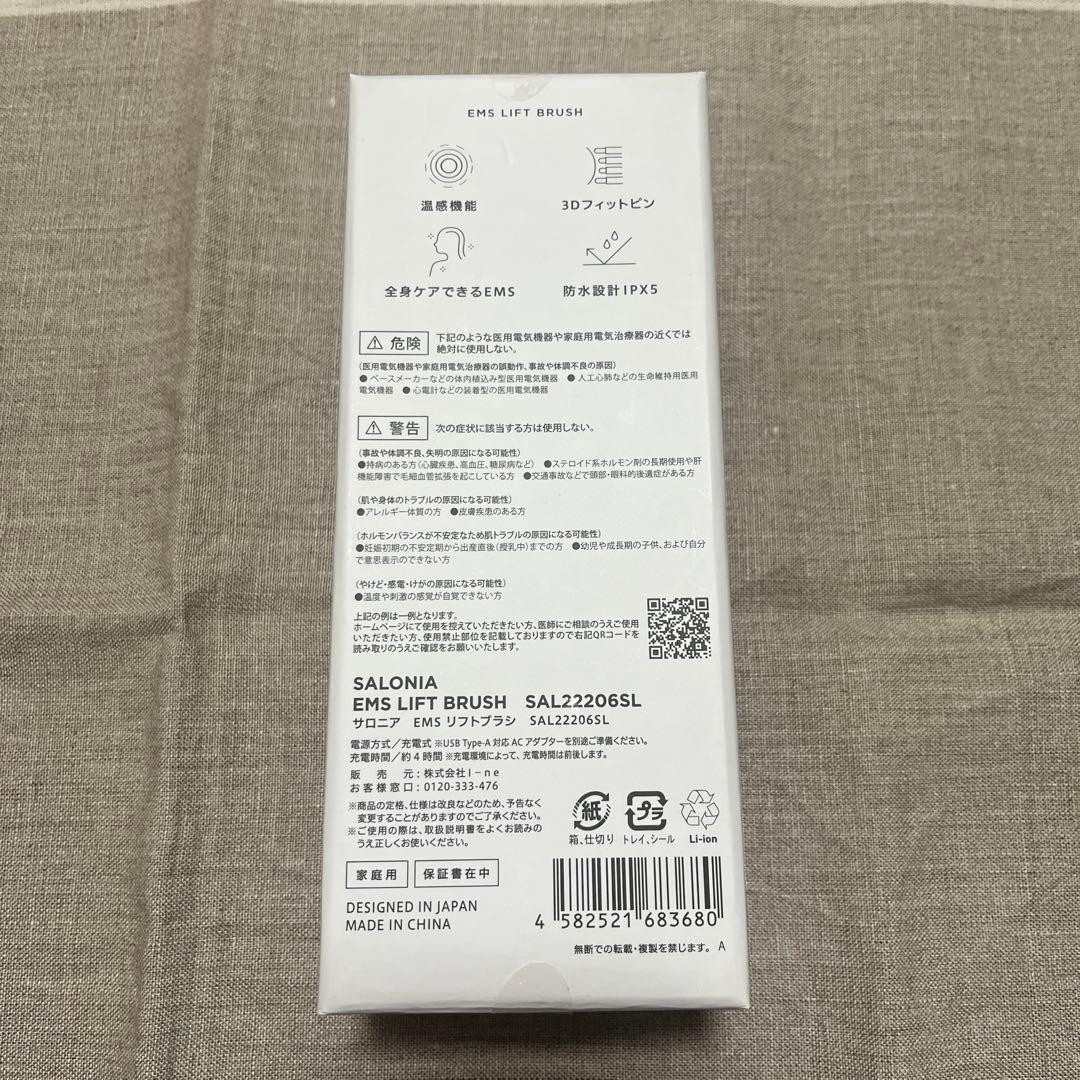 EMS LIFT BRUSH
温感機能
3Dフィットピン
全身ケアできるEMS
防水設計IPX5
危険 下記のような医用電気機器や家庭用電気治療器の近くでは
絶対に使用しない。
(医用電気機器や家庭用電気治療器の誤動作、事故や体調不良の原因)
●ペースメーカーなどの体内植込み型医用電気機器 ●人工心肺などの生命維持用医用
電気機器 ●心電計などの装着型の医用電気機器
警告 次の症状に該当する方は使用しない。
(事故や体調不良、失明の原因になる可能性)
●持病のある方(心臓疾患、高血圧、糖尿病など) ●ステロイド系ホルモン剤の長期使用や肝
機能障害で毛細血管拡張を起こしている方 ●交通事故などで頭部・眼科的後遺症がある方
(肌や身体のトラブルの原因になる可能性)
●アレルギー体質の方 ●皮膚疾患のある方
(ホルモンバランスが不安定なため肌トラブルの原因になる可能性)
●妊娠初期の不安定期から出産直後(授乳中)までの方 ●幼児や成長期の子供、および自分
で意思表示のできない方
(やけど・感電・けがの原因になる可能性)
●温度や刺激の感覚が自覚できない方
上記の例は一例となります。
ホームページにて使用を控えていただきたい方、医師にご相談のうえご使用
いただきたい方、使用禁止部位を記載しておりますので右記QRコードを
読み取りのうえご確認をお願いいたします。
SALONIA
EMS LIFT BRUSH SAL22206SL
サロニア EMS リフトブラシ SAL22206SL
電源方式/充電式 ※USB Type-A 対応 AC アダプターを別途ご準備ください。
充電時間/約4時間 ※充電環境によって、充電時間は前後します。
販売元:株式会社I-ne
お客様窓口:0120-333-476
※商品の定格、仕様は改良などのため、予告なく
変更することがありますのでご了承ください。
※ご使用の際は、取扱説明書をよくお読みの
うえ正しくお使いください。
紙
プラ
箱、仕切り トレイ、シール Li-ion
家庭用 保証書在中
DESIGNED IN JAPAN
MADE IN CHINA
4 582521 683680
無断での転載・複製を禁じます。 A